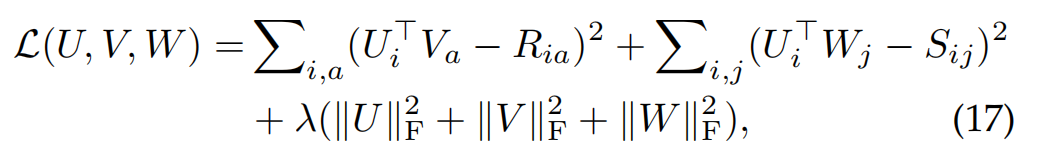 ℒ(U, V, W) = ∑_{i,a}(U_i^⊤ V_a − R_{ia})^2 + ∑_{i,j}(U_i^⊤ W_j − S_{ij})^2
+ λ(‖U‖_F^2 + ‖V‖_F^2 + ‖W‖_F^2), (17)